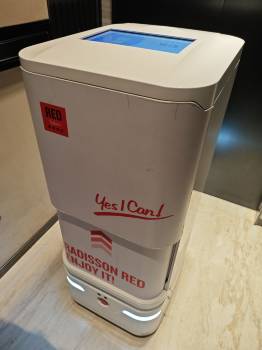 RED
Yes I Can!
RADISSON RED
ENJOY IT!